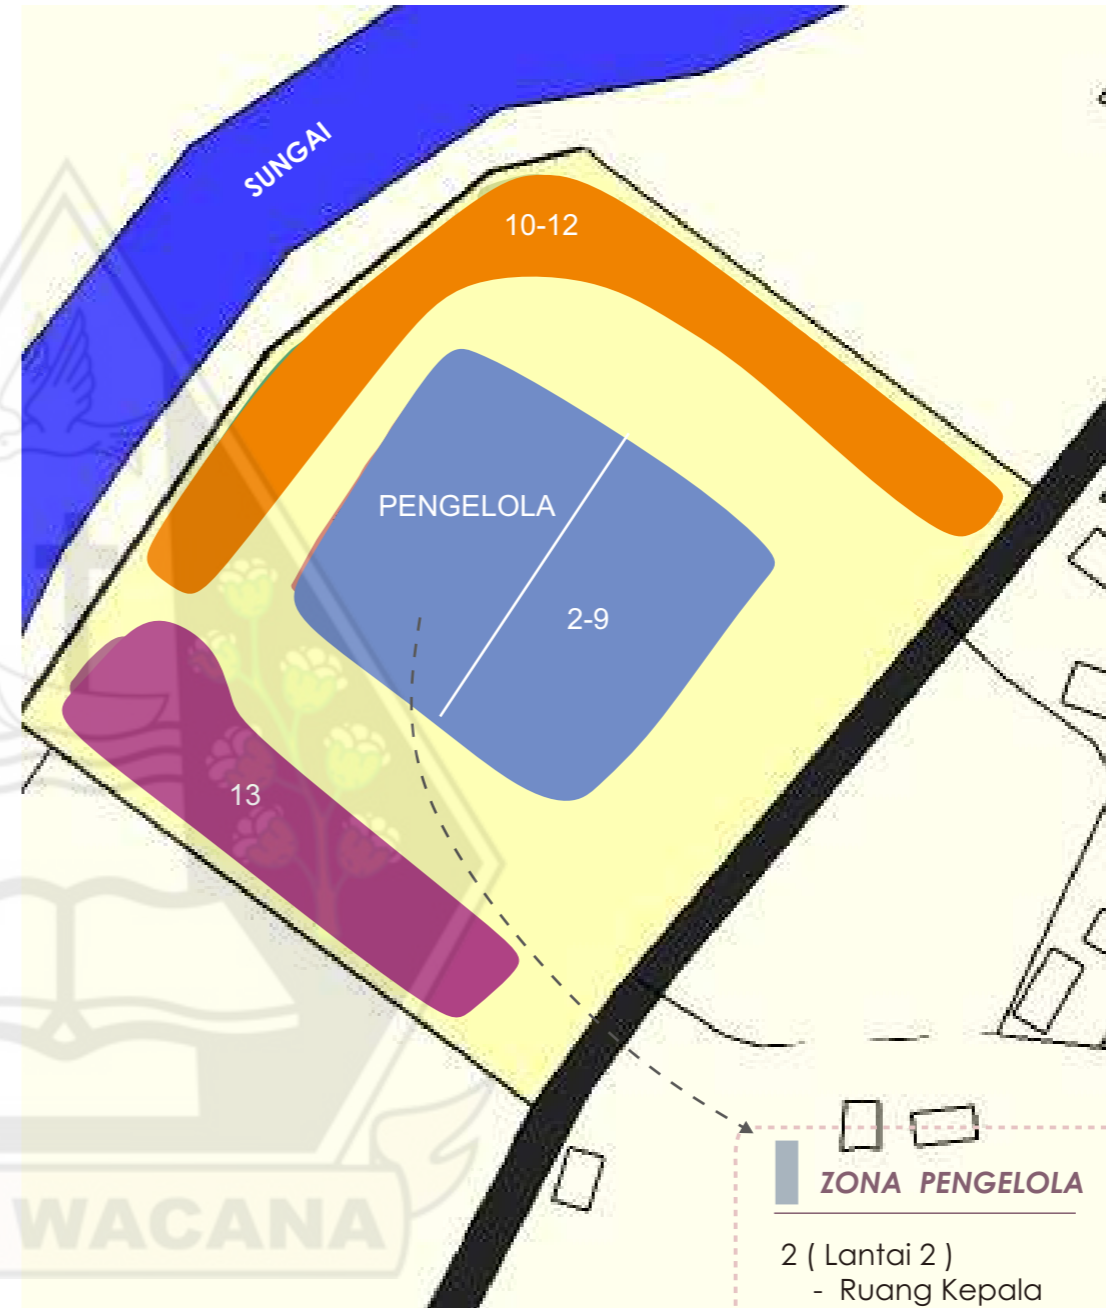 SUNGAI
10-12
PENGELOLA
2-9
13
WACANA
ZONA PENGELOLA
2 ( Lantai 2 )
- Ruang Kepala